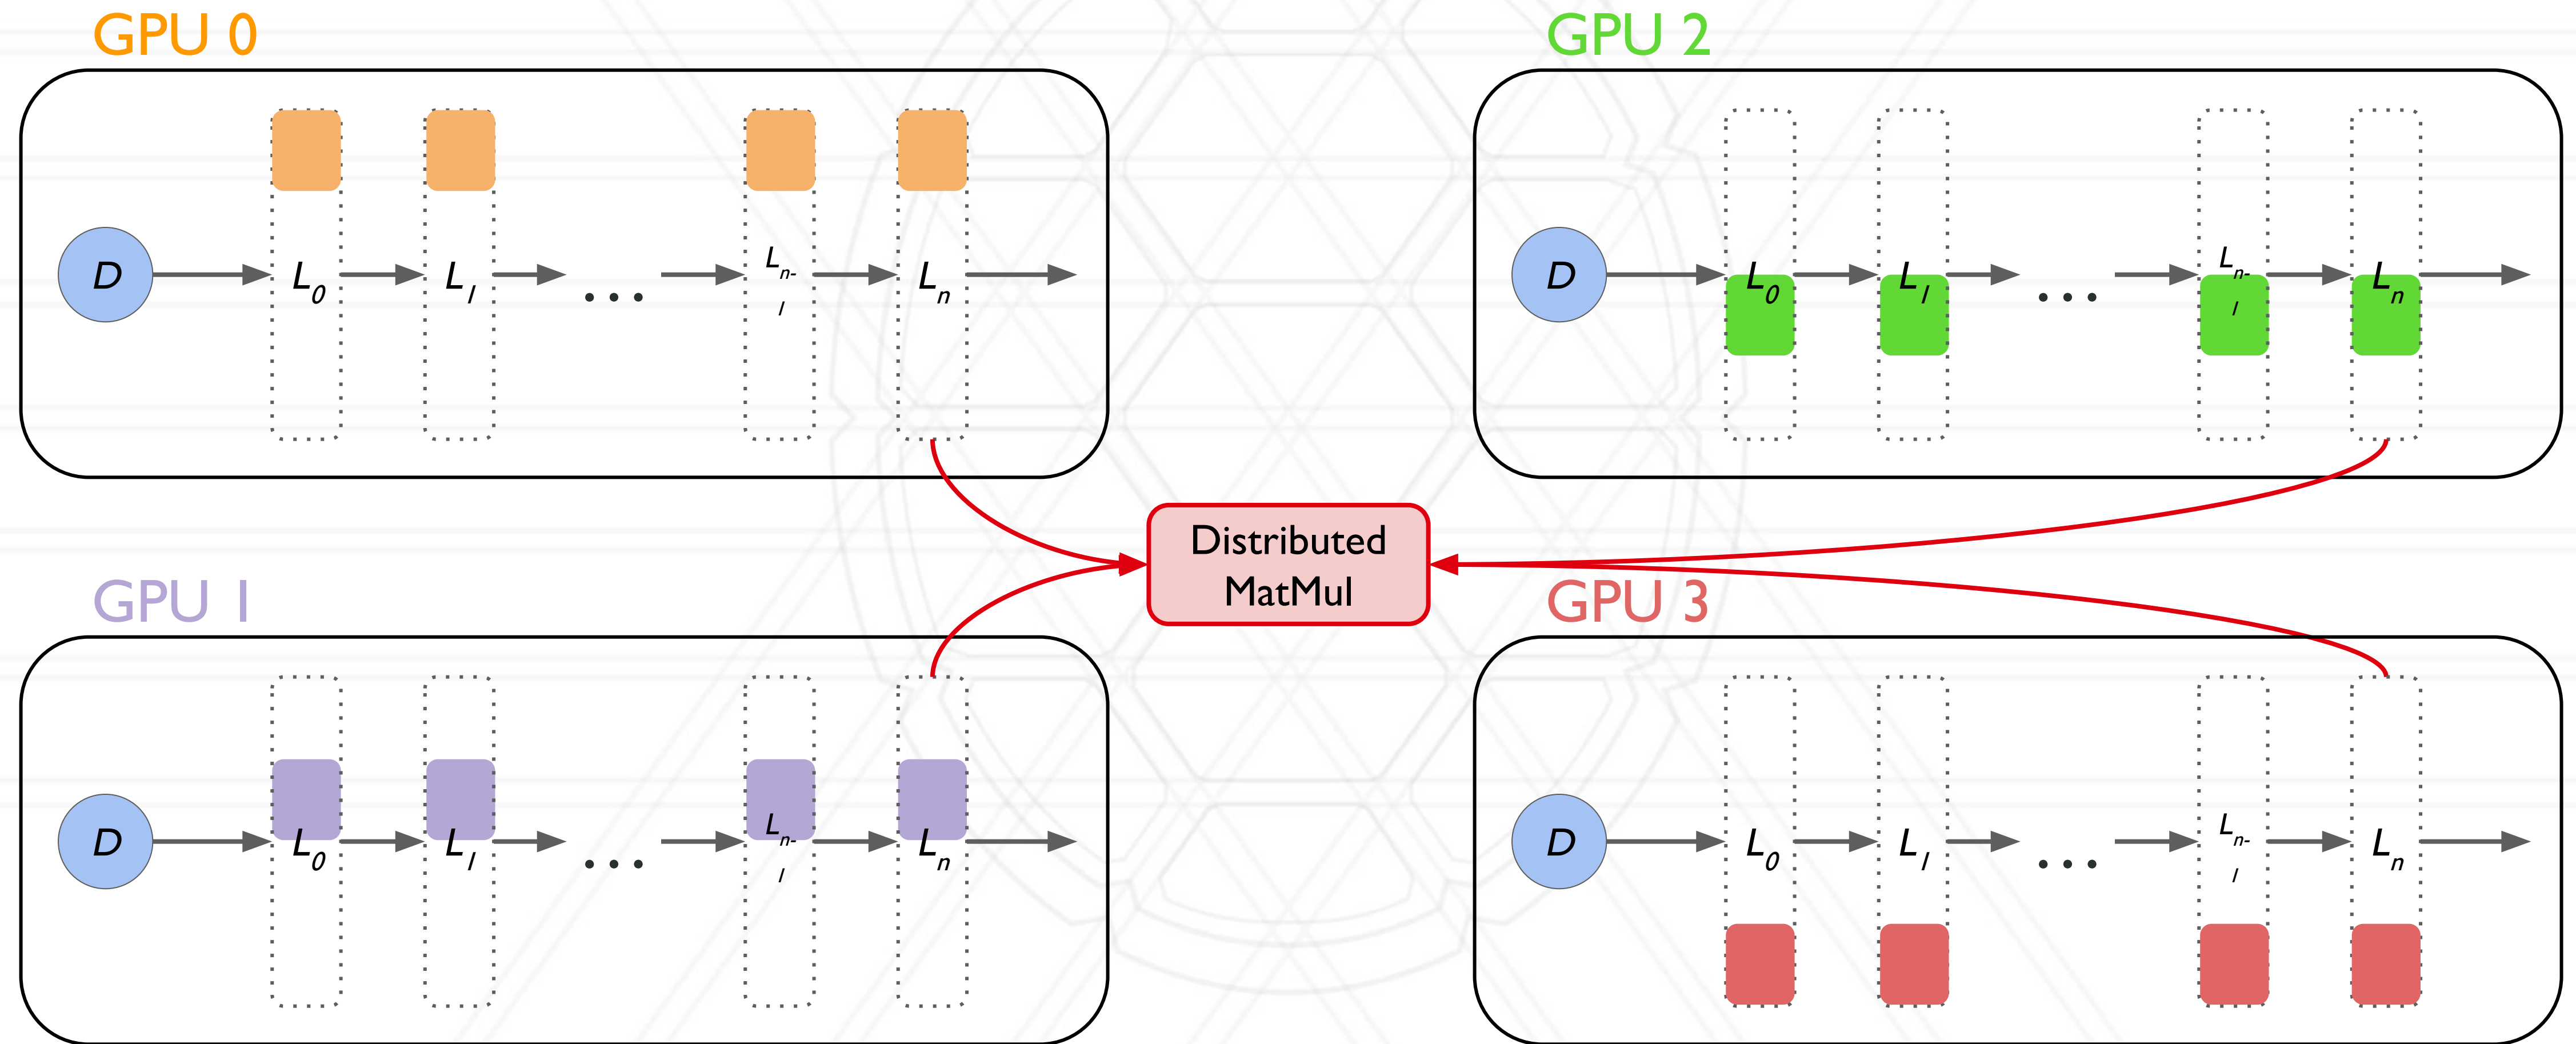 GPU 0
D
L0
L1
...
Ln-
1
Ln
GPU 2
D
L0
L1
...
Ln-
1
Ln
Distributed
MatMul
GPU 1
D
L0
L1
...
Ln-
1
Ln
GPU 3
D
L0
L1
...
Ln-
1
Ln